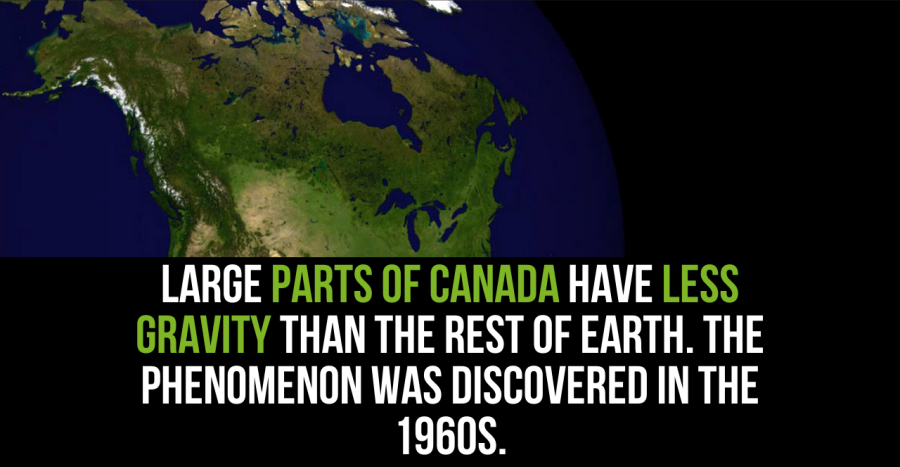 LARGE PARTS OF CANADA HAVE LESS
GRAVITY THAN THE REST OF EARTH. THE
PHENOMENON WAS DISCOVERED IN THE
1960S.